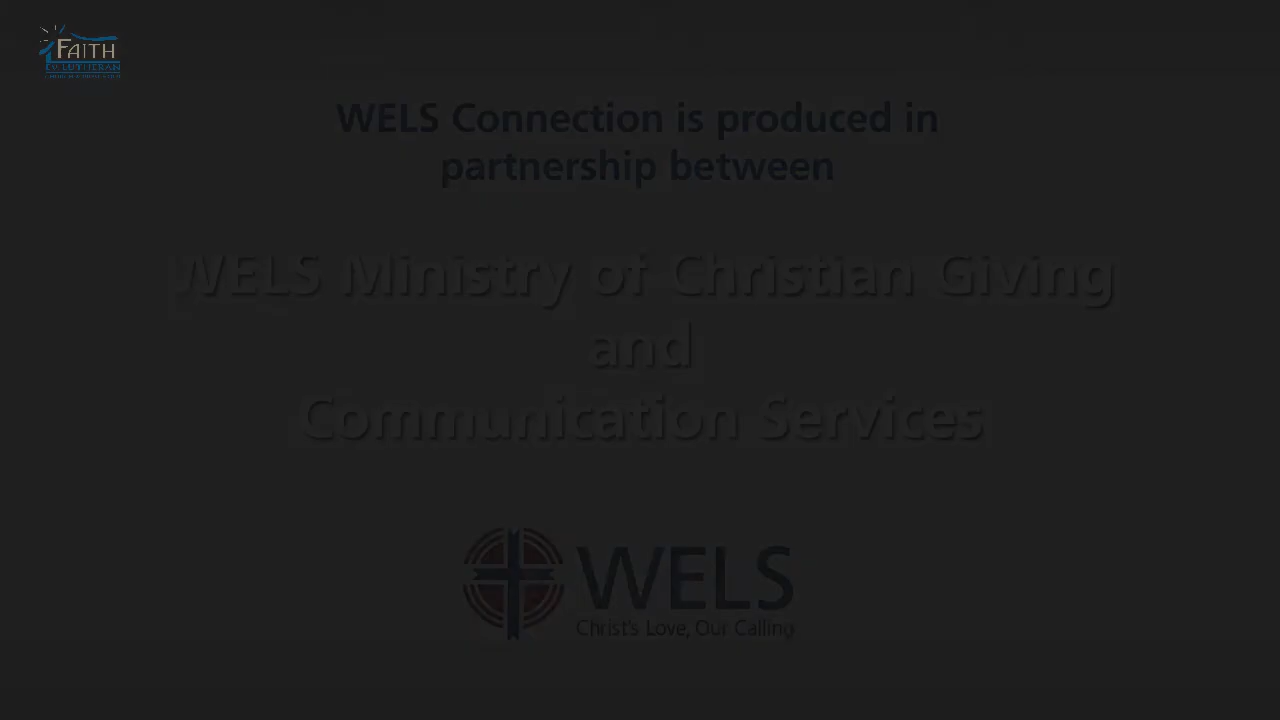 FAITH
EV. LUTHERAN
WELS Connection is produced in
partnership between
WELS Ministry of Christian Giving
and
Communication Services
WELS
Christ's Love, Our Calling